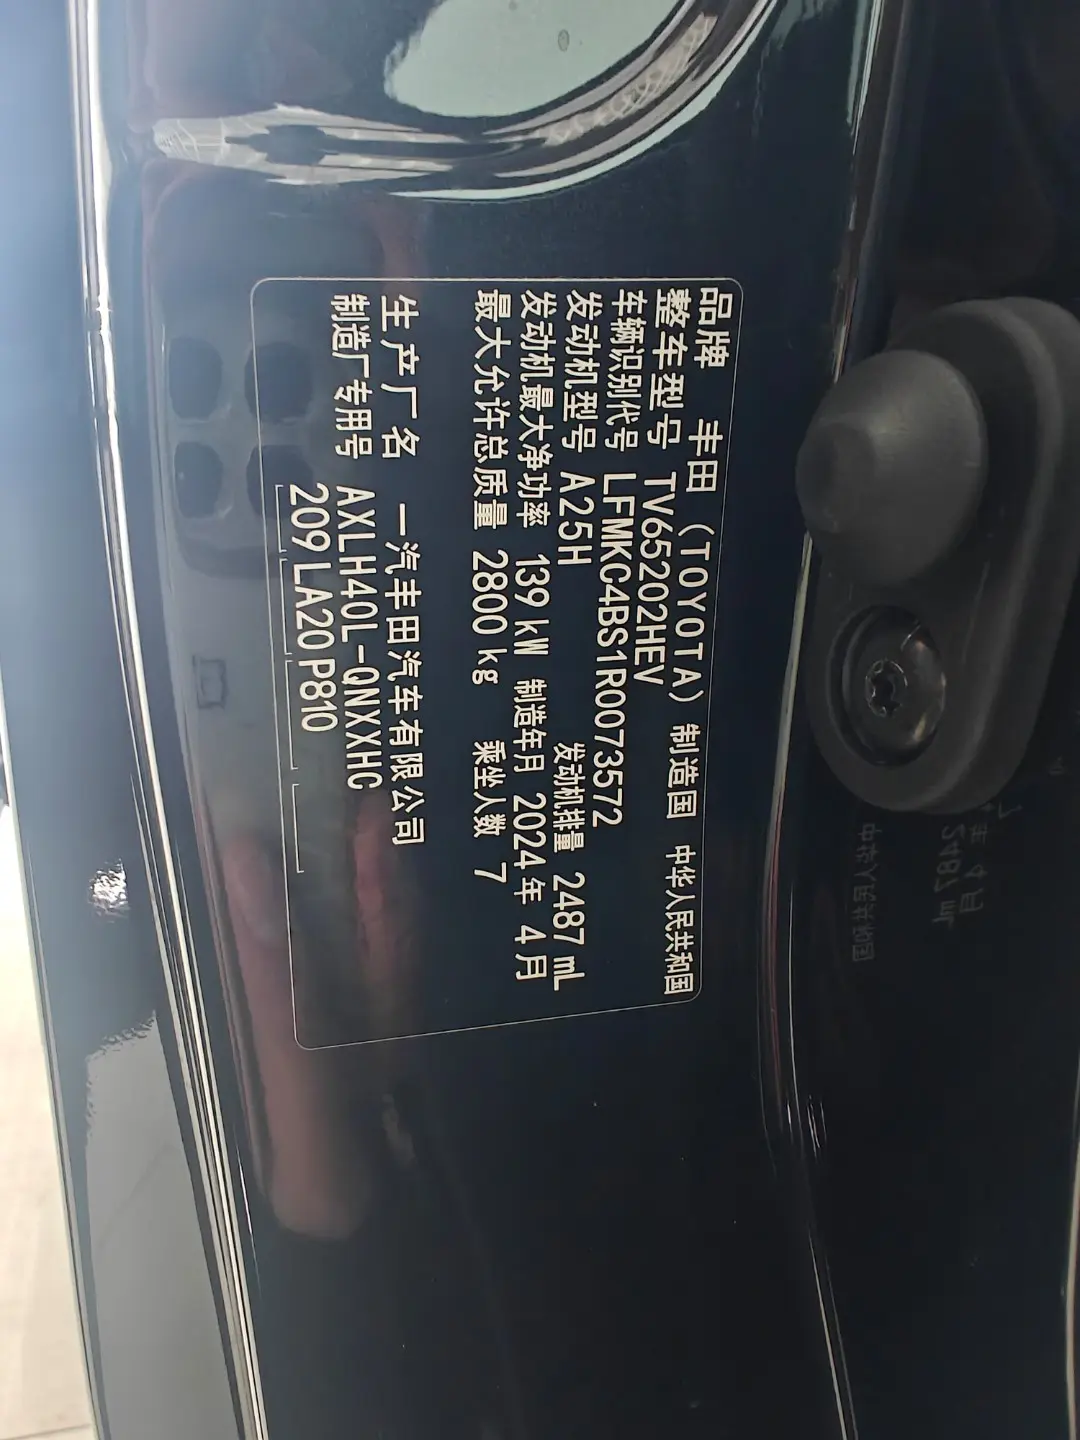 品牌 丰田（TOYOTA） 制造国 中华人民共和国
整车型号 TV65202HEV
车辆识别代号 LFMKC4BS1R0073572
发动机型号 A25H 发动机排量 2487 mL
发动机最大净功率 139 kW 制造年月 2024年 4月
最大允许总质量 2800 kg 乘坐人数 7
生产厂名 一汽丰田汽车有限公司
制造厂专用号 AXLH40L-QNXXHC
209 LA20 P810